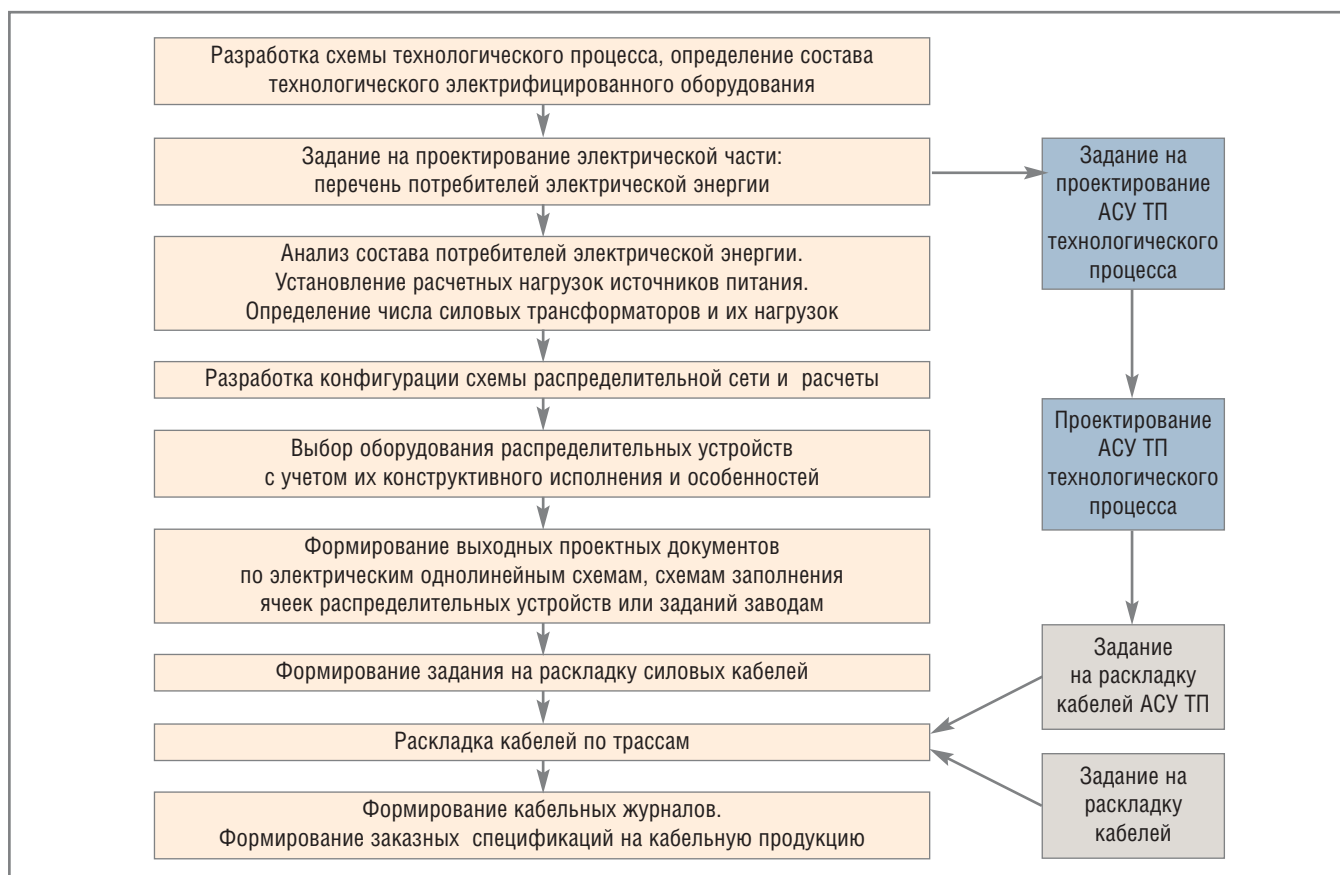 Разработка схемы технологического процесса, определение состава
технологического электрифицированного оборудования
Задание на проектирование электрической части:
перечень потребителей электрической энергии
Задание на
проектирование
АСУ ТП
технологического
процесса
Анализ состава потребителей электрической энергии.
Установление расчетных нагрузок источников питания.
Определение числа силовых трансформаторов и их нагрузок
Разработка конфигурации схемы распределительной сети и расчеты
Выбор оборудования распределительных устройств
с учетом их конструктивного исполнения и особенностей
Проектирование
АСУ ТП
технологического
процесса
Формирование выходных проектных документов
по электрическим однолинейным схемам, схемам заполнения
ячеек распределительных устройств или заданий заводам
Формирование задания на раскладку силовых кабелей
Задание
на раскладку
кабелей АСУ ТП
Раскладка кабелей по трассам
Задание на
раскладку
кабелей
Формирование кабельных журналов.
Формирование заказных спецификаций на кабельную продукцию